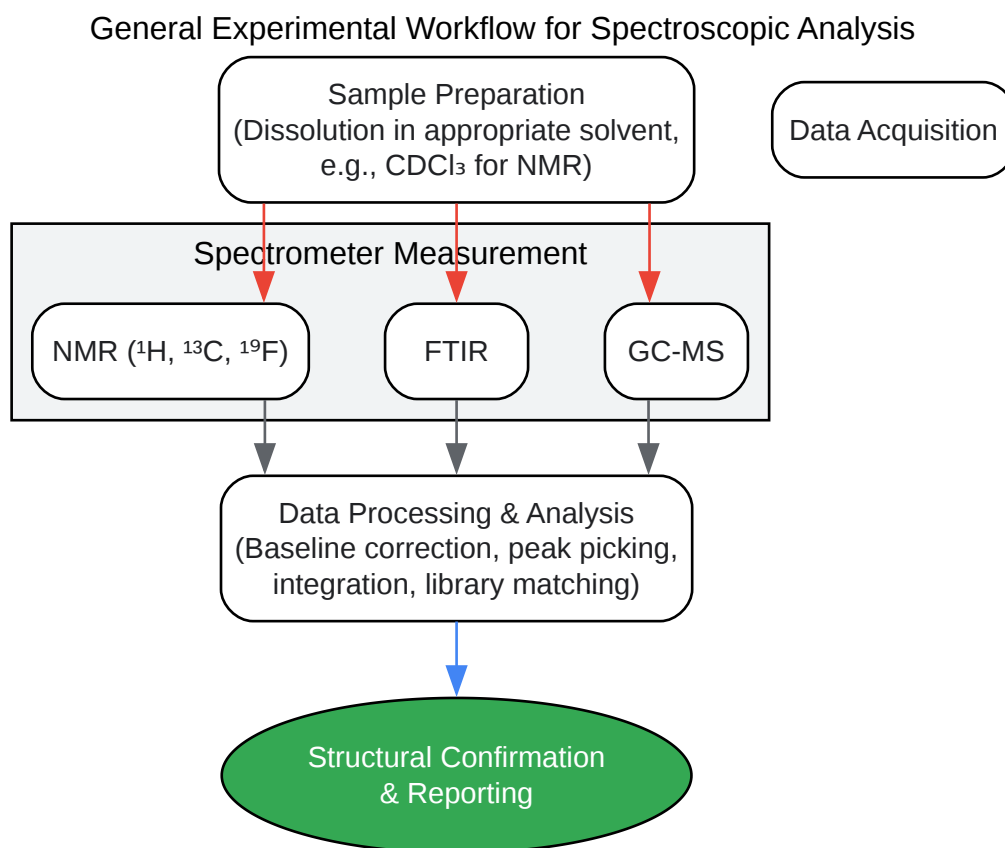 General Experimental Workflow for Spectroscopic Analysis
Sample Preparation
(Dissolution in appropriate solvent,
e.g., CDCl₃ for NMR)
Data Acquisition
Spectrometer Measurement
NMR (¹H, ¹³C, ¹⁹F)
FTIR
GC-MS
Data Processing & Analysis
(Baseline correction, peak picking,
integration, library matching)
Structural Confirmation
& Reporting